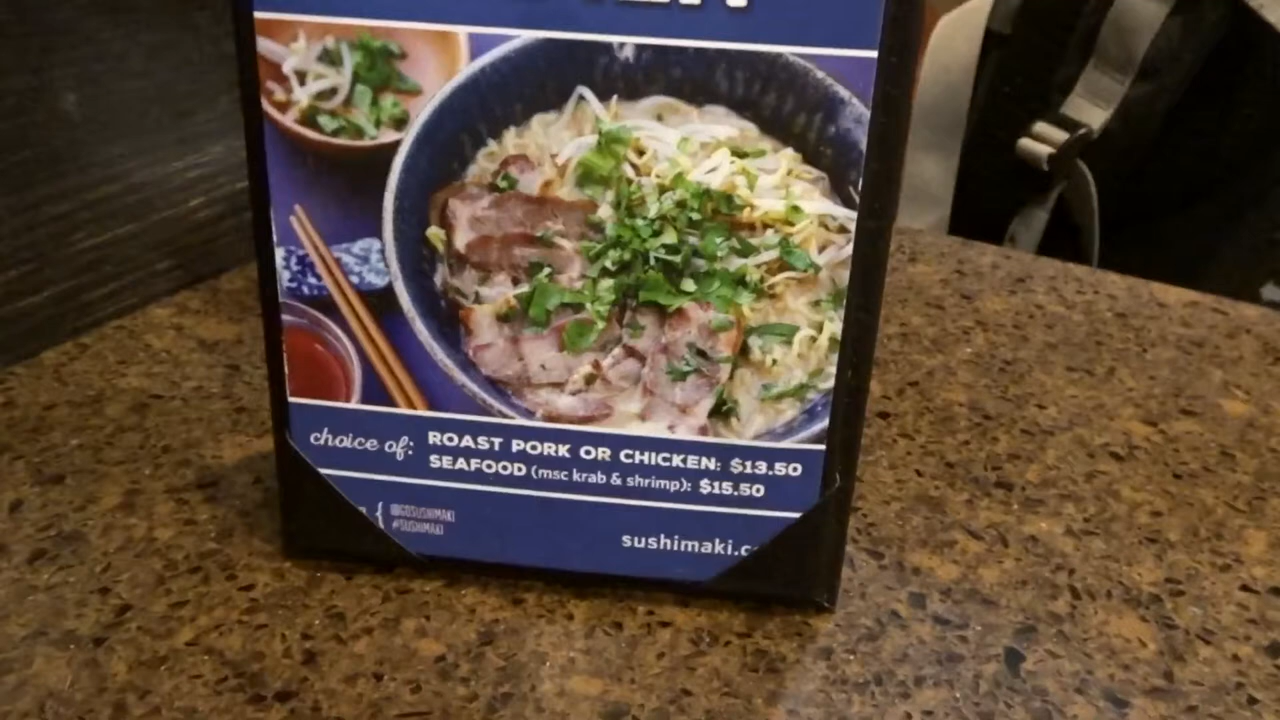 choice of: ROAST PORK OR CHICKEN: $13.50
SEAFOOD (msc krab & shrimp): $15.50
@GOSUSHIMAKI
#SUSHIMAKI
sushimaki.c